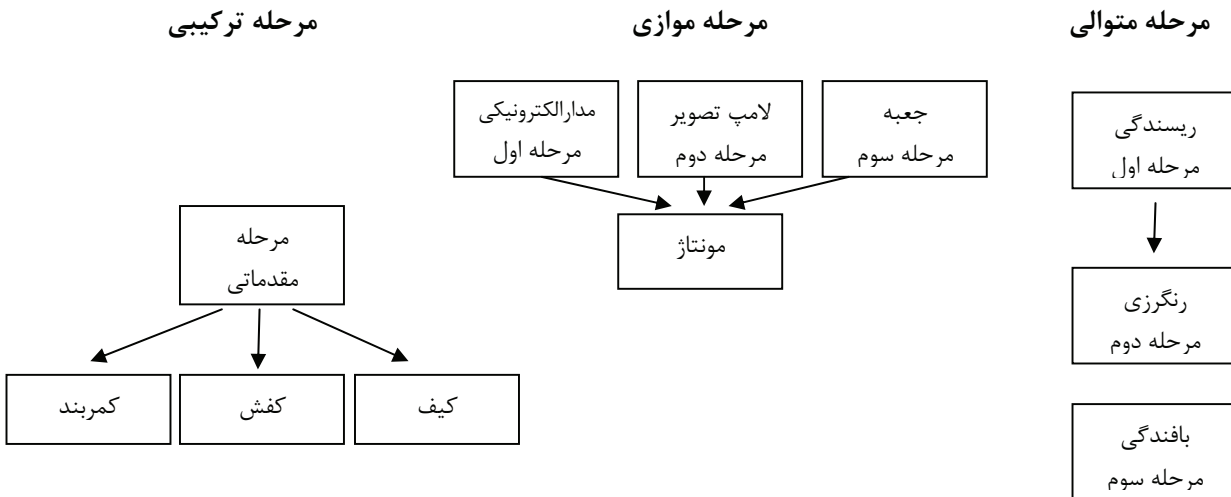 مرحله متوالی
مرحله موازی
مرحله ترکیبی
ریسندگی
مرحله اول
رنگرزی
مرحله دوم
بافندگی
مرحله سوم
جعبه
مرحله سوم
لامپ تصویر
مرحله دوم
مدارالکترونیکی
مرحله اول
مونتاژ
مرحله
مقدماتی
کیف
کفش
کمربند